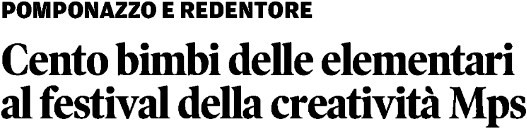 POMPONAZZO E REDENTORE
Cento bimbi delle elementari
al festival della creatività Mps